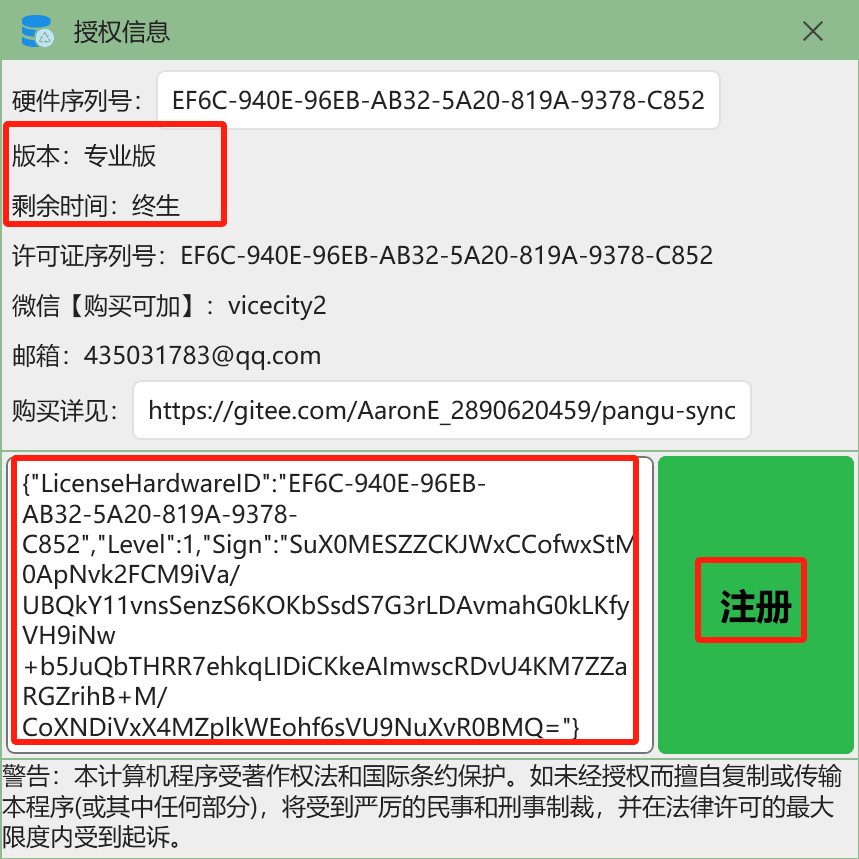 授权信息
硬件序列号： EF6C-940E-96EB-AB32-5A20-819A-9378-C852
版本：专业版
剩余时间：终生
许可证序列号：EF6C-940E-96EB-AB32-5A20-819A-9378-C852
微信【购买可加】：vicecity2
邮箱：435031783@qq.com
购买详见： https://gitee.com/AaronE_2890620459/pangu-sync
{"LicenseHardwareID":"EF6C-940E-96EB-
AB32-5A20-819A-9378-
C852","Level":1,"Sign":"SuX0MESZZCKJWxCCofwxStM
0ApNvk2FCM9iVa/
UBQkY11vnsSenzS6KOKbSsdS7G3rLDAvmahG0kLKfy
VH9iNw
+b5JuQbTHRR7ehkqLIDiCKkeAImwscRDvU4KM7ZZa
RGZrihB+M/
CoXNDiVxX4MZplkWEohf6sVU9NuXvR0BMQ="}
注册
警告：本计算机程序受著作权法和国际条约保护。如未经授权而擅自复制或传输
本程序(或其中任何部分)，将受到严厉的民事和刑事制裁，并在法律许可的最大
限度内受到起诉。